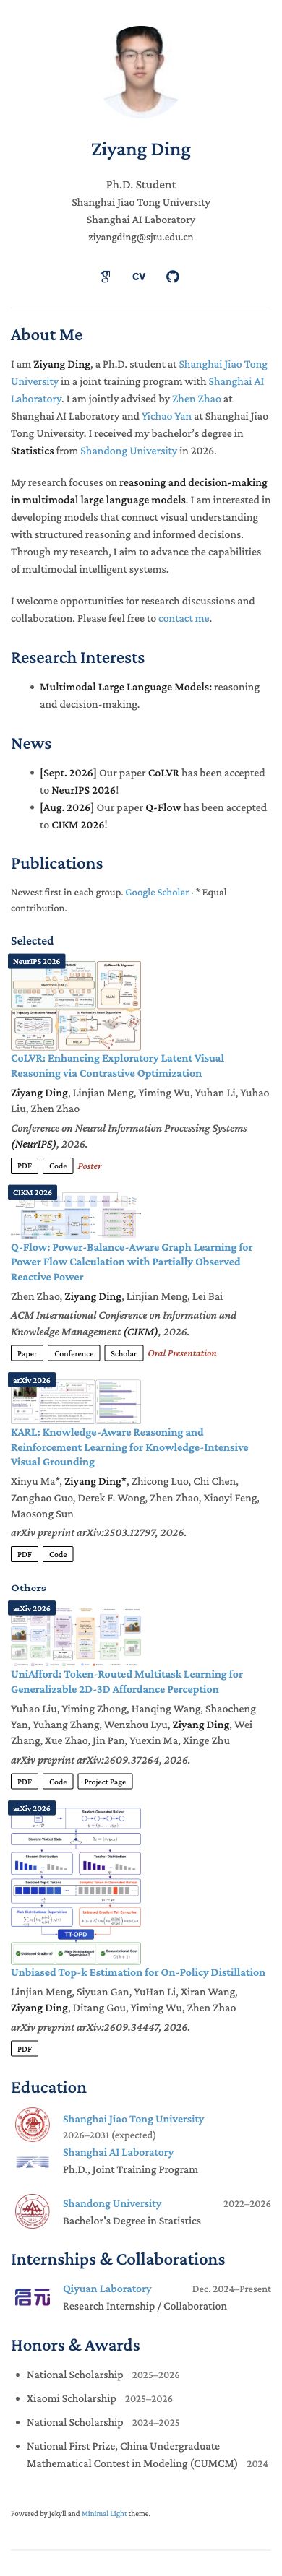 Ziyang Ding
Ph.D. Student
Shanghai Jiao Tong University
Shanghai AI Laboratory
ziyangding@sjtu.edu.cn
CV
About Me
I am Ziyang Ding, a Ph.D. student at Shanghai Jiao Tong
University in a joint training program with Shanghai AI
Laboratory. I am jointly advised by Zhen Zhao at
Shanghai AI Laboratory and Yichao Yan at Shanghai Jiao
Tong University. I received my bachelor's degree in
Statistics from Shandong University in 2026.
My research focuses on reasoning and decision-making
in multimodal large language models. I am interested in
developing models that connect visual understanding
with structured reasoning and informed decisions.
Through my research, I aim to advance the capabilities
of multimodal intelligent systems.
I welcome opportunities for research discussions and
collaboration. Please feel free to contact me.
Research Interests
• Multimodal Large Language Models: reasoning
and decision-making.
News
• [Sept. 2026] Our paper CoLVR has been accepted
to NeurIPS 2026!
• [Aug. 2026] Our paper Q-Flow has been accepted
to CIKM 2026!
Publications
Newest first in each group. Google Scholar · * Equal
contribution.
Selected
NeurIPS 2026
CoLVR: Enhancing Exploratory Latent Visual
Reasoning via Contrastive Optimization
Ziyang Ding, Linjian Meng, Yiming Wu, Yuhan Li, Yuhao
Liu, Zhen Zhao
Conference on Neural Information Processing Systems
(NeurIPS), 2026.
PDF Code Poster
CIKM 2026
Q-Flow: Power-Balance-Aware Graph Learning for
Power Flow Calculation with Partially Observed
Reactive Power
Zhen Zhao, Ziyang Ding, Linjian Meng, Lei Bai
ACM International Conference on Information and
Knowledge Management (CIKM), 2026.
Paper Conference Scholar Oral Presentation
arXiv 2026
KARL: Knowledge-Aware Reasoning and
Reinforcement Learning for Knowledge-Intensive
Visual Grounding
Xinyu Ma*, Ziyang Ding*, Zhicong Luo, Chi Chen,
Zonghao Guo, Derek F. Wong, Zhen Zhao, Xiaoyi Feng,
Maosong Sun
arXiv preprint arXiv:2503.12797, 2026.
PDF Code
Others
arXiv 2026
UniAfford: Token-Routed Multitask Learning for
Generalizable 2D-3D Affordance Perception
Yuhao Liu, Yiming Zhong, Hanqing Wang, Shaocheng
Yan, Yuhang Zhang, Wenzhou Lyu, Ziyang Ding, Wei
Zhang, Xue Zhao, Jin Pan, Yuexin Ma, Xinge Zhu
arXiv preprint arXiv:2609.37264, 2026.
PDF Code Project Page
arXiv 2026
TT-OPD
Unbiased Top-k Estimation for On-Policy Distillation
Linjian Meng, Siyuan Gan, YuHan Li, Xiran Wang,
Ziyang Ding, Ditang Gou, Yiming Wu, Zhen Zhao
arXiv preprint arXiv:2609.34447, 2026.
PDF
Education
Shanghai Jiao Tong University
2026–2031 (expected)
Shanghai AI Laboratory
Ph.D., Joint Training Program
Shandong University 2022–2026
Bachelor's Degree in Statistics
Internships & Collaborations
启元
Qiyuan Laboratory Dec. 2024–Present
Research Internship / Collaboration
Honors & Awards
• National Scholarship 2025–2026
• Xiaomi Scholarship 2025–2026
• National Scholarship 2024–2025
• National First Prize, China Undergraduate
Mathematical Contest in Modeling (CUMCM) 2024
Powered by Jekyll and Minimal Light theme.